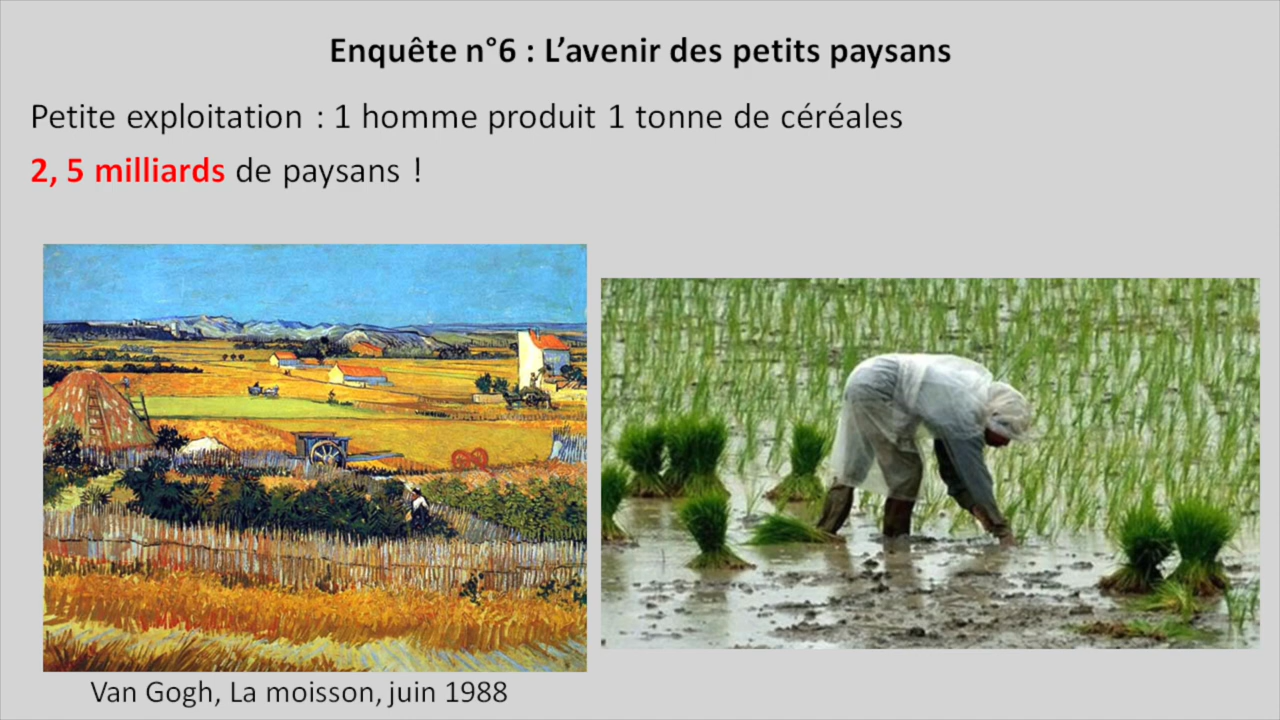 Enquête n°6 : L’avenir des petits paysans
Petite exploitation : 1 homme produit 1 tonne de céréales
2, 5 milliards de paysans !
Van Gogh, La moisson, juin 1988